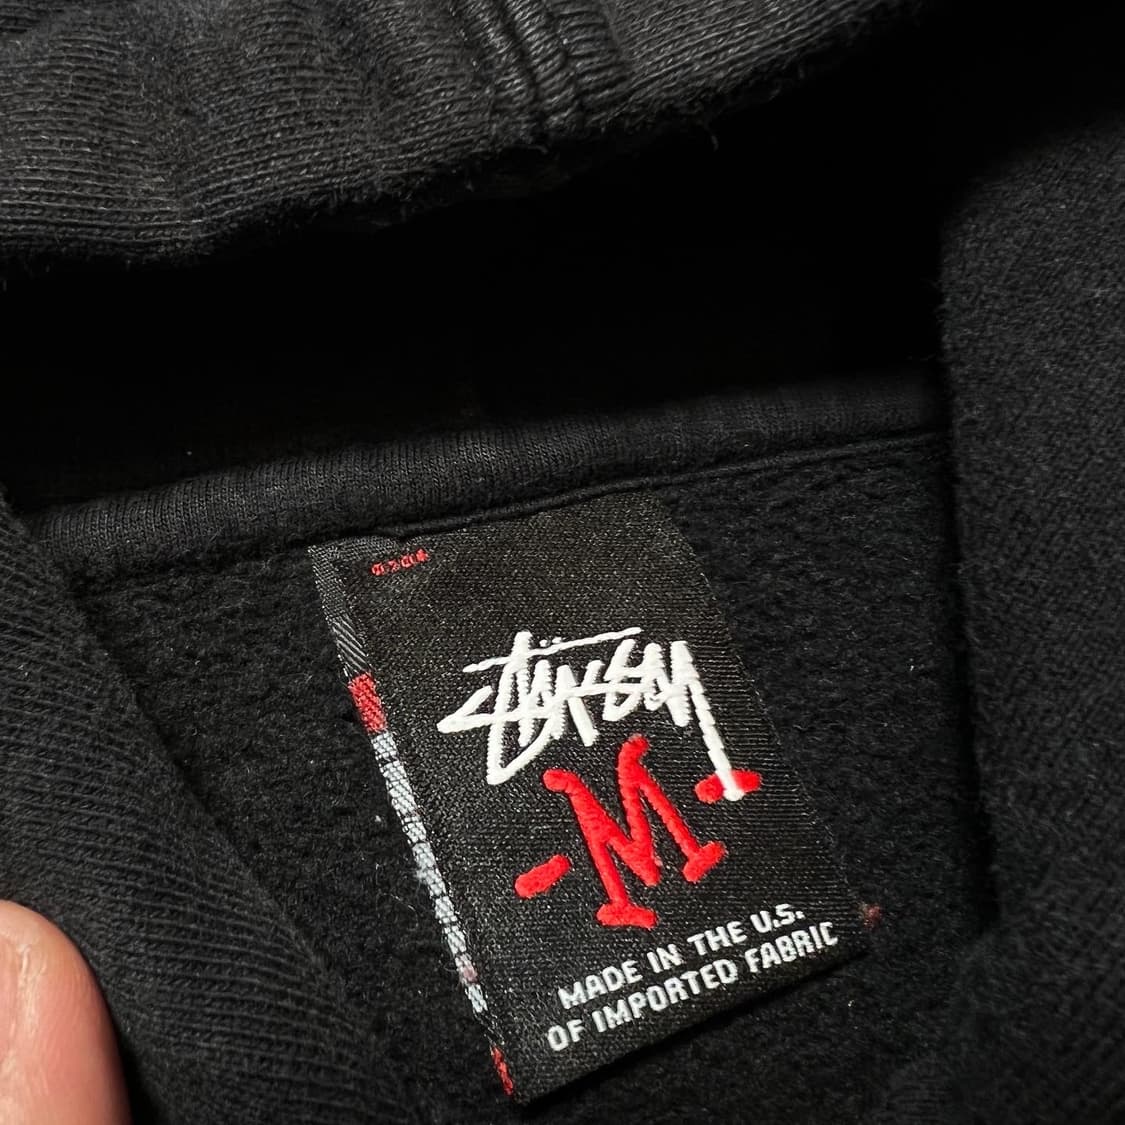 STÜSSY
-M-
MADE IN THE U.S.
OF IMPORTED FABRIC